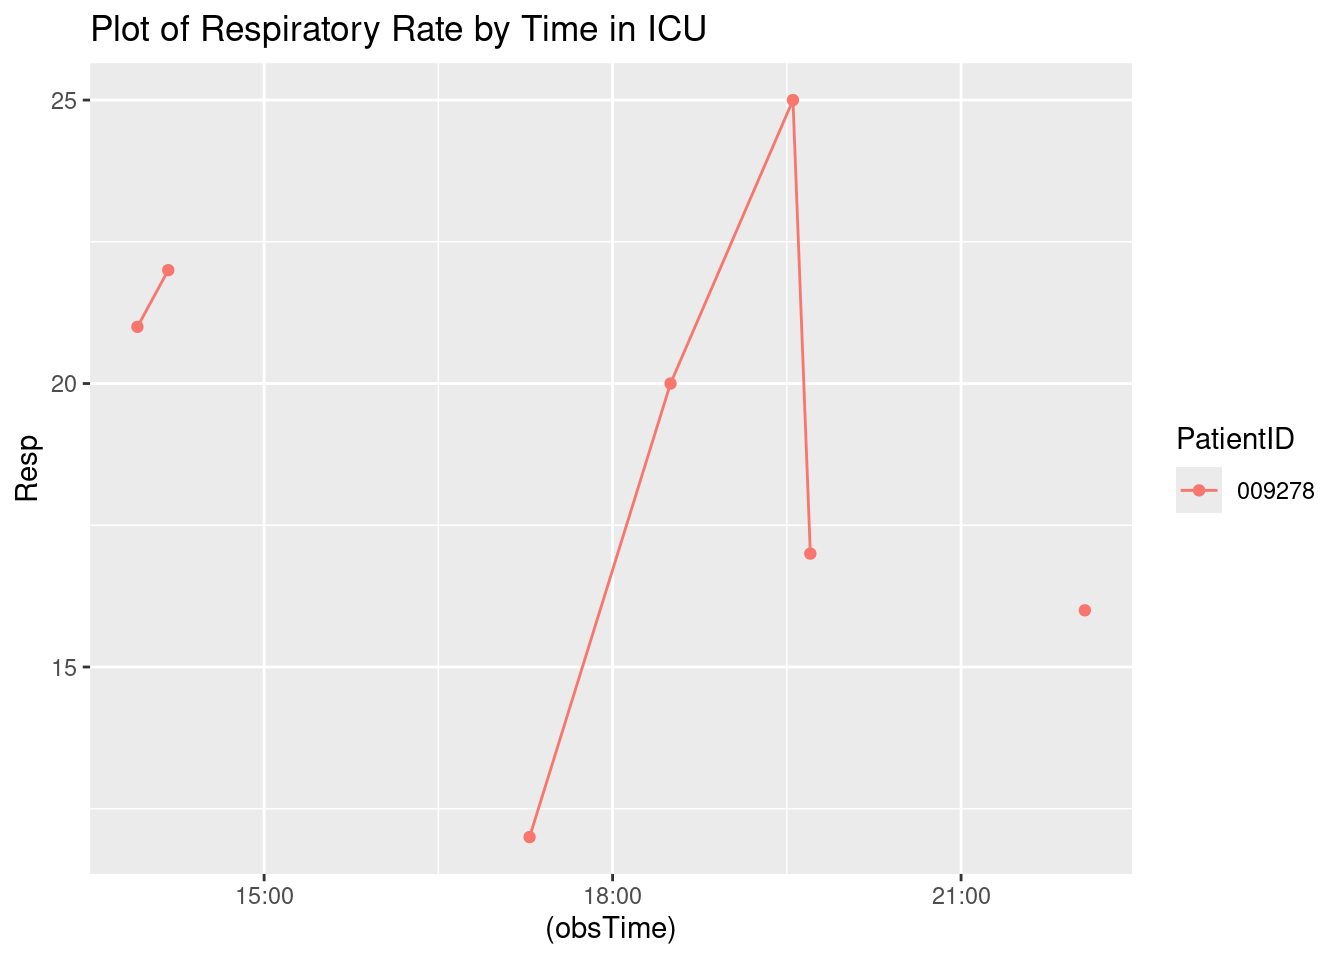 Plot of Respiratory Rate by Time in ICU
25
20
15
Resp
15:00
18:00
21:00
(obsTime)
PatientID
009278